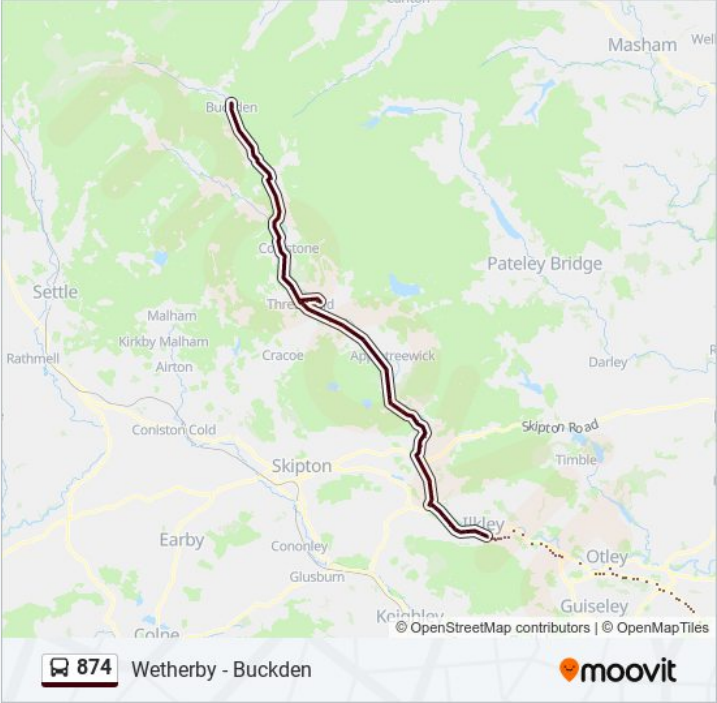 Masham
Well
Buckden
Conistone
Pateley Bridge
Settle
Threshfield
Malham
Kirkby Malham
Rathmell
Cracoe
Appletreewick
Darley
Airton
Coniston Cold
Skipton Road
Skipton
Timble
Ilkley
Earby
Cononley
Otley
Glusburn
Guiseley
Keighley
Colne
© OpenStreetMap contributors | © OpenMapTiles
874 Wetherby - Buckden
moovit